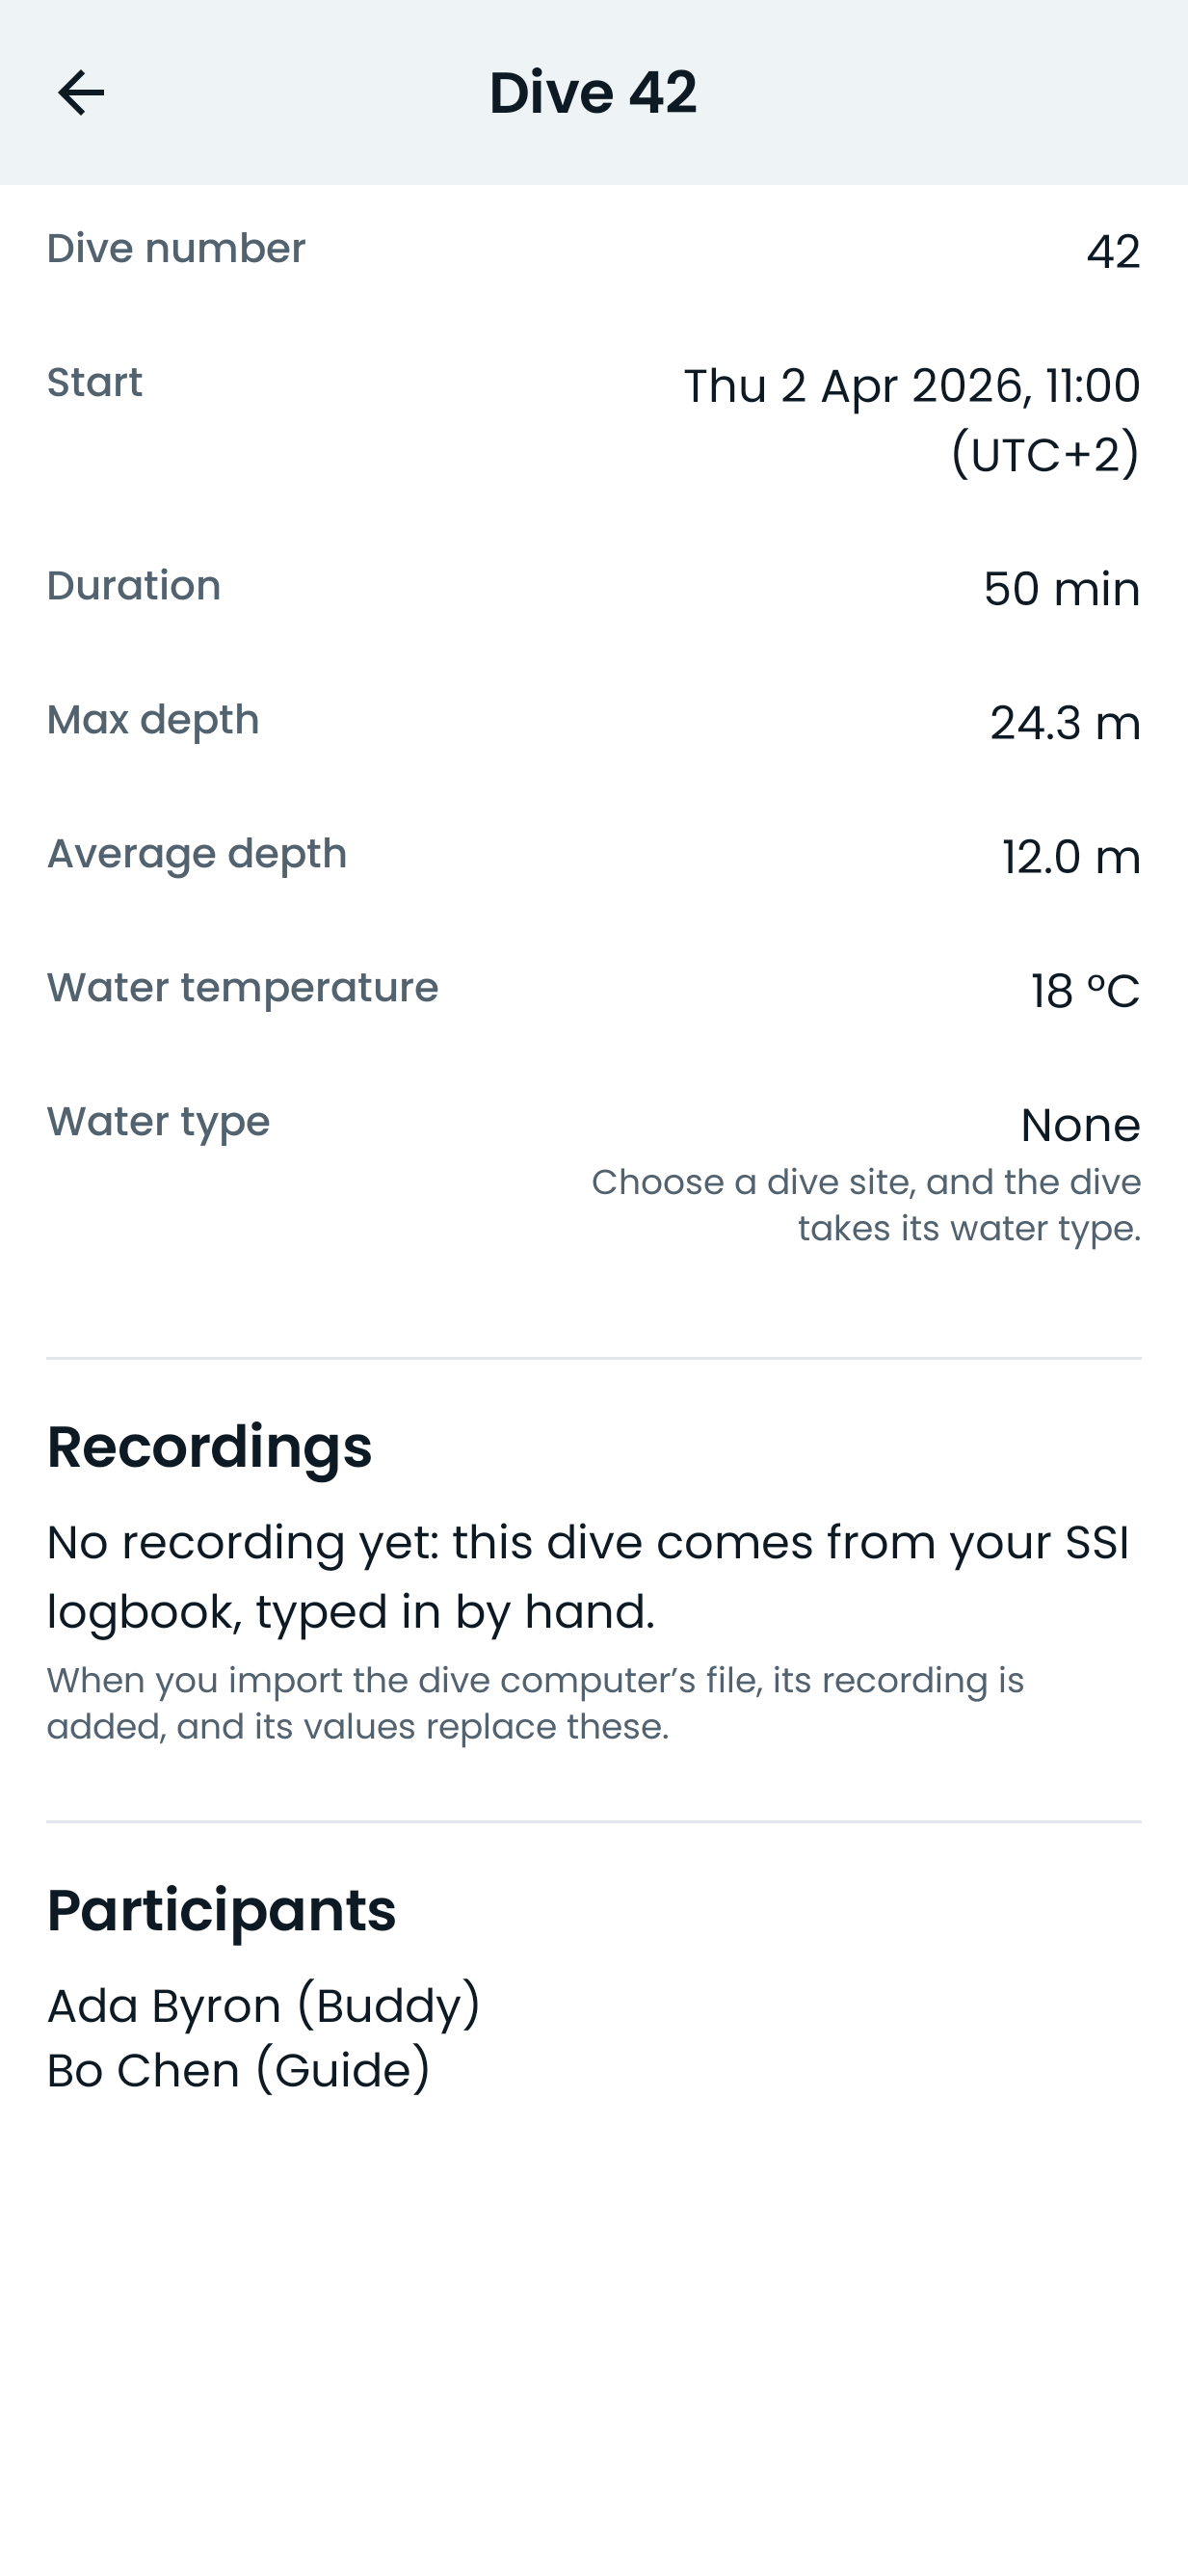 Dive 42
Dive number
42
Start
Thu 2 Apr 2026, 11:00
(UTC+2)
Duration
50 min
Max depth
24.3 m
Average depth
12.0 m
Water temperature
18 °C
Water type
None
Choose a dive site, and the dive
takes its water type.
Recordings
No recording yet: this dive comes from your SSI
logbook, typed in by hand.
When you import the dive computer’s file, its recording is
added, and its values replace these.
Participants
Ada Byron (Buddy)
Bo Chen (Guide)